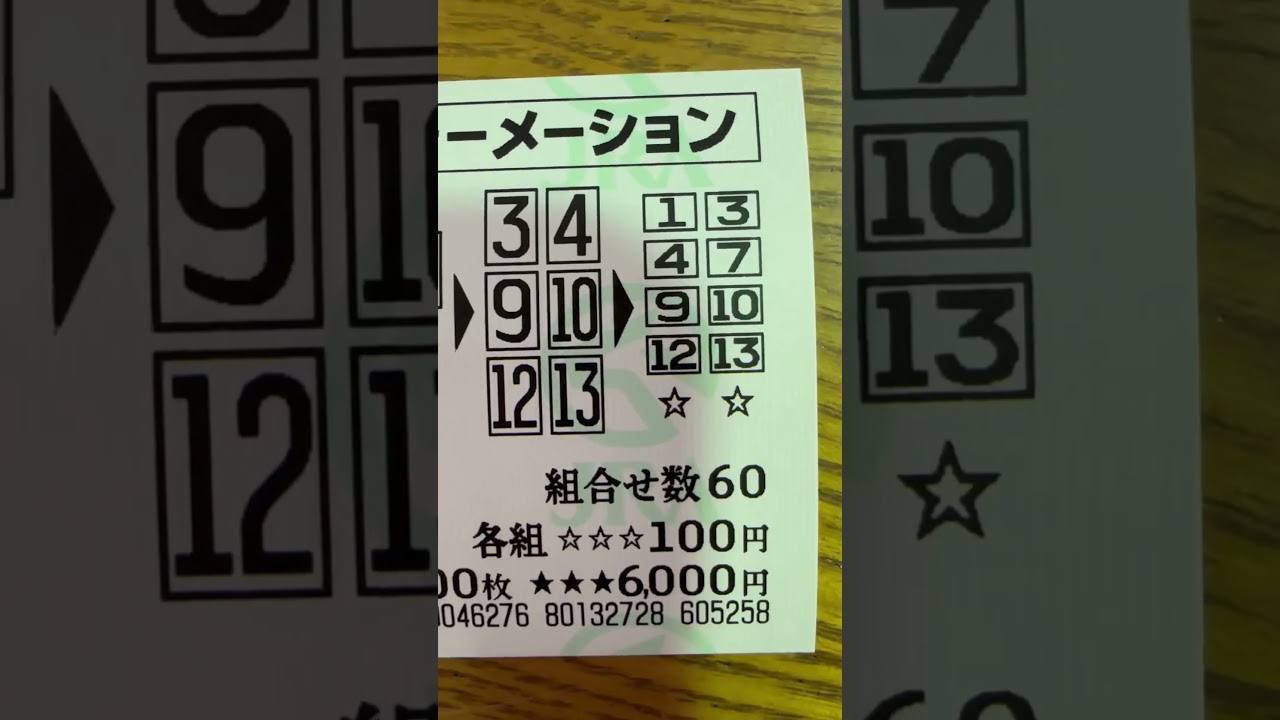 ーメーション
3 4 1 3
4 7
9 10 9 10
12 13 12 13
☆ ☆
組合せ数60
各組 ☆☆☆100円
00枚 ★★★6,000円
046276 80132728 605258